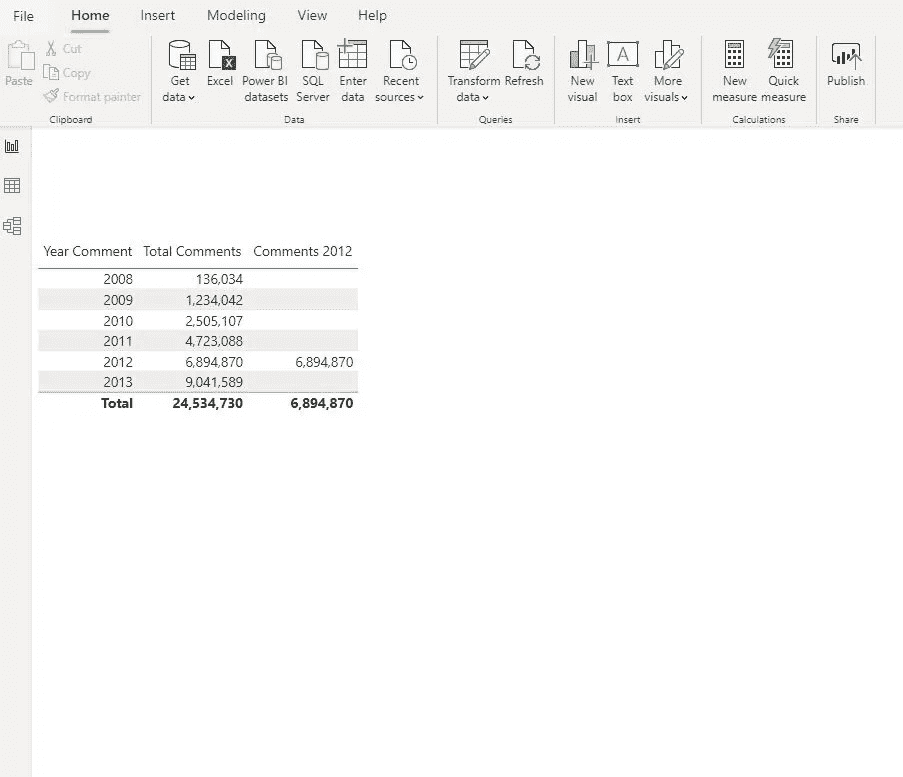 File Home Insert Modeling View Help
Paste
Cut
Copy
Format painter
Clipboard
Get
data
Excel
Power BI
datasets
SQL
Server
Enter
data
Recent
sources
Data
Transform
data
Refresh
Queries
New
visual
Text
box
More
visuals
Insert
New
measure
Quick
measure
Calculations
Publish
Share
Year Comment Total Comments Comments 2012
2008 136,034
2009 1,234,042
2010 2,505,107
2011 4,723,088
2012 6,894,870 6,894,870
2013 9,041,589
Total 24,534,730 6,894,870